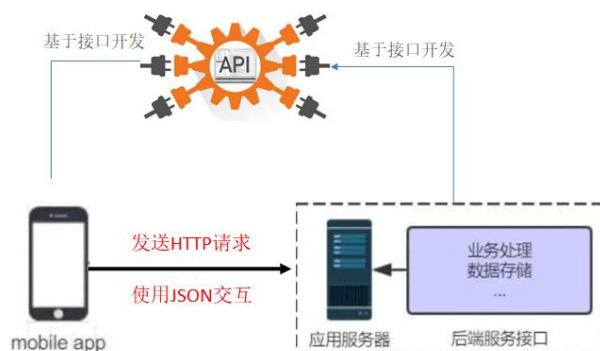 基于接口开发
基于接口开发
API
发送HTTP请求
使用JSON交互
业务处理
数据存储
...
mobile app
应用服务器
后端服务接口